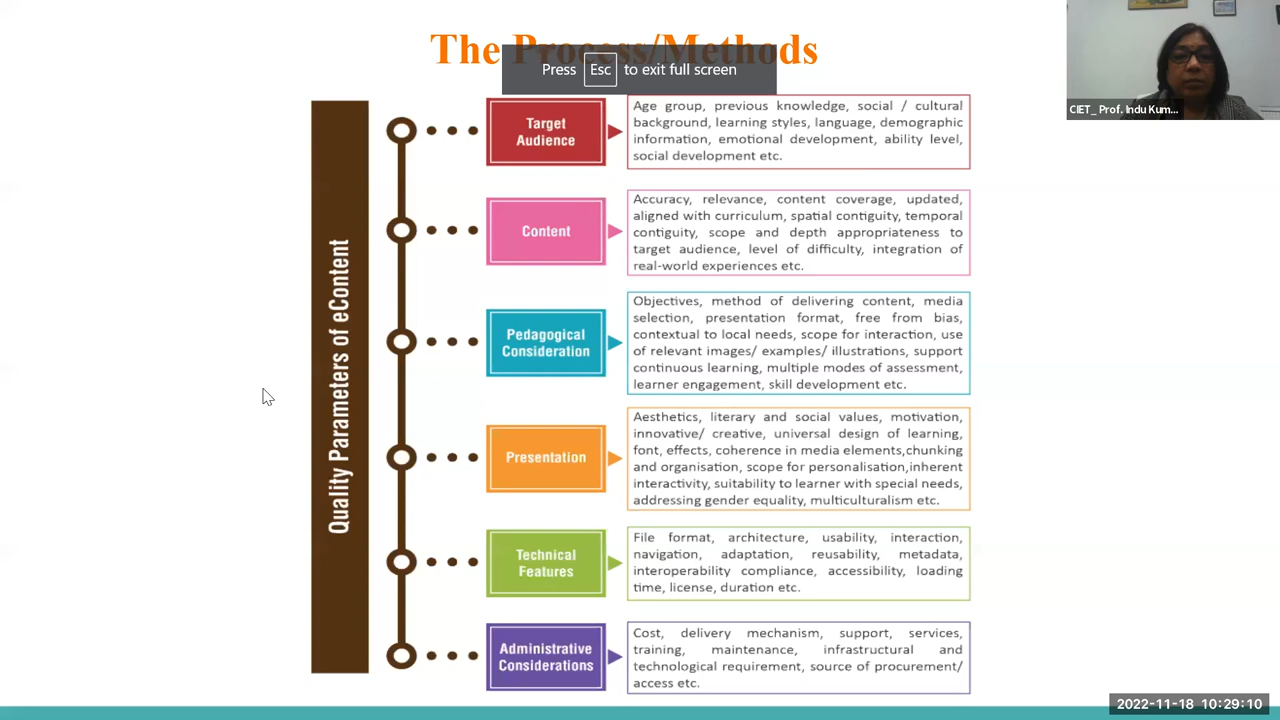 The Process/Methods
Press Esc to exit full screen
CIET_ Prof. Indu Kum...
Quality Parameters of eContent
Target
Audience
Age group, previous knowledge, social / cultural
background, learning styles, language, demographic
information, emotional development, ability level,
social development etc.
Content
Accuracy, relevance, content coverage, updated,
aligned with curriculum, spatial contiguity, temporal
contiguity, scope and depth appropriateness to
target audience, level of difficulty, integration of
real-world experiences etc.
Pedagogical
Consideration
Objectives, method of delivering content, media
selection, presentation format, free from bias,
contextual to local needs, scope for interaction, use
of relevant images/ examples/ illustrations, support
continuous learning, multiple modes of assessment,
learner engagement, skill development etc.
Presentation
Aesthetics, literary and social values, motivation,
innovative/ creative, universal design of learning,
font, effects, coherence in media elements,chunking
and organisation, scope for personalisation,inherent
interactivity, suitability to learner with special needs,
addressing gender equality, multiculturalism etc.
Technical
Features
File format, architecture, usability, interaction,
navigation, adaptation, reusability, metadata,
interoperability compliance, accessibility, loading
time, license, duration etc.
Administrative
Considerations
Cost, delivery mechanism, support, services,
training, maintenance, infrastructural and
technological requirement, source of procurement/
access etc.
2022-11-18 10:29:10